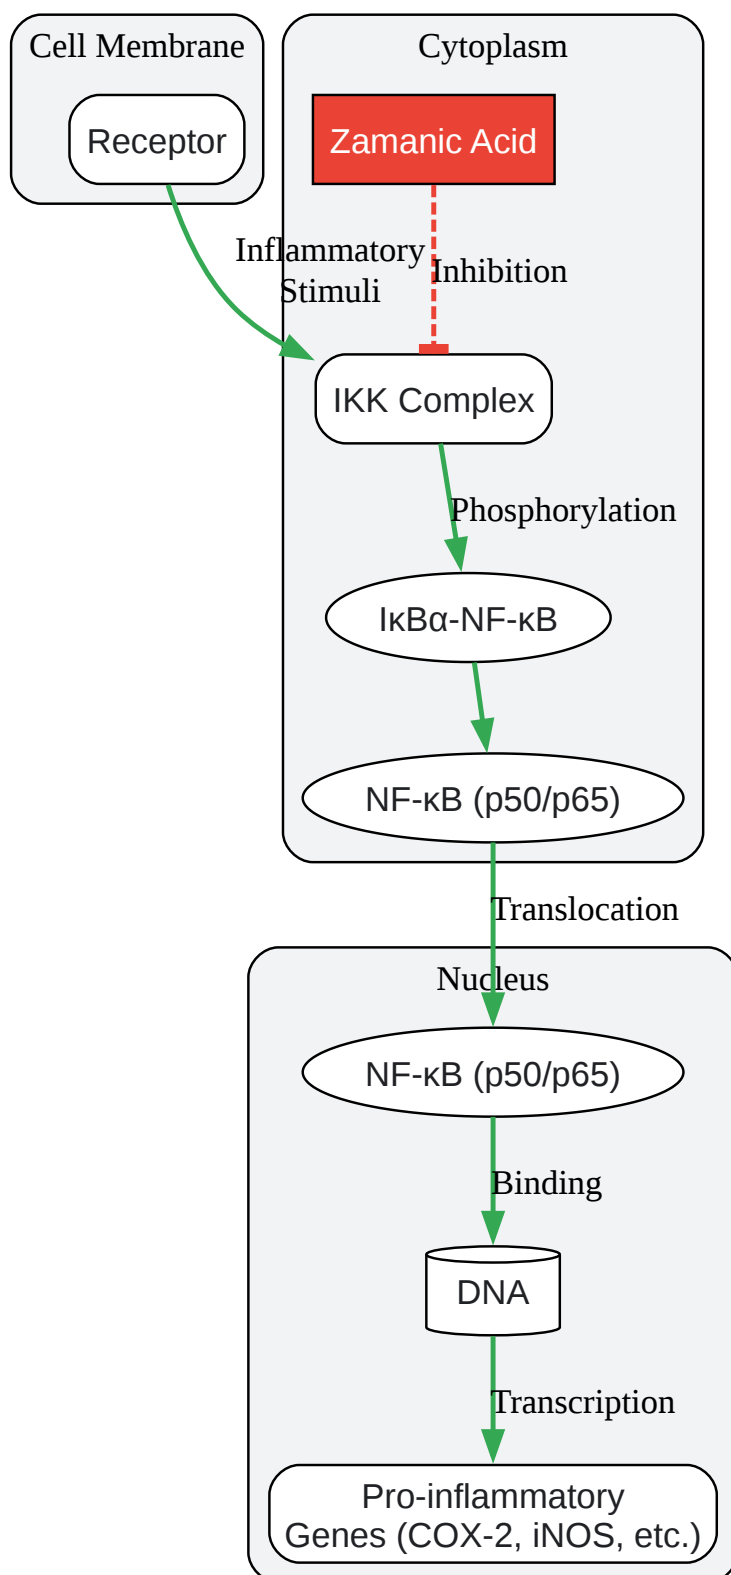 Cell Membrane
Cytoplasm
Receptor
Zamanic Acid
Inflammatory
Stimuli
Inhibition
IKK Complex
Phosphorylation
IκBα-NF-κB
NF-κB (p50/p65)
Translocation
Nucleus
NF-κB (p50/p65)
Binding
DNA
Transcription
Pro-inflammatory
Genes (COX-2, iNOS, etc.)